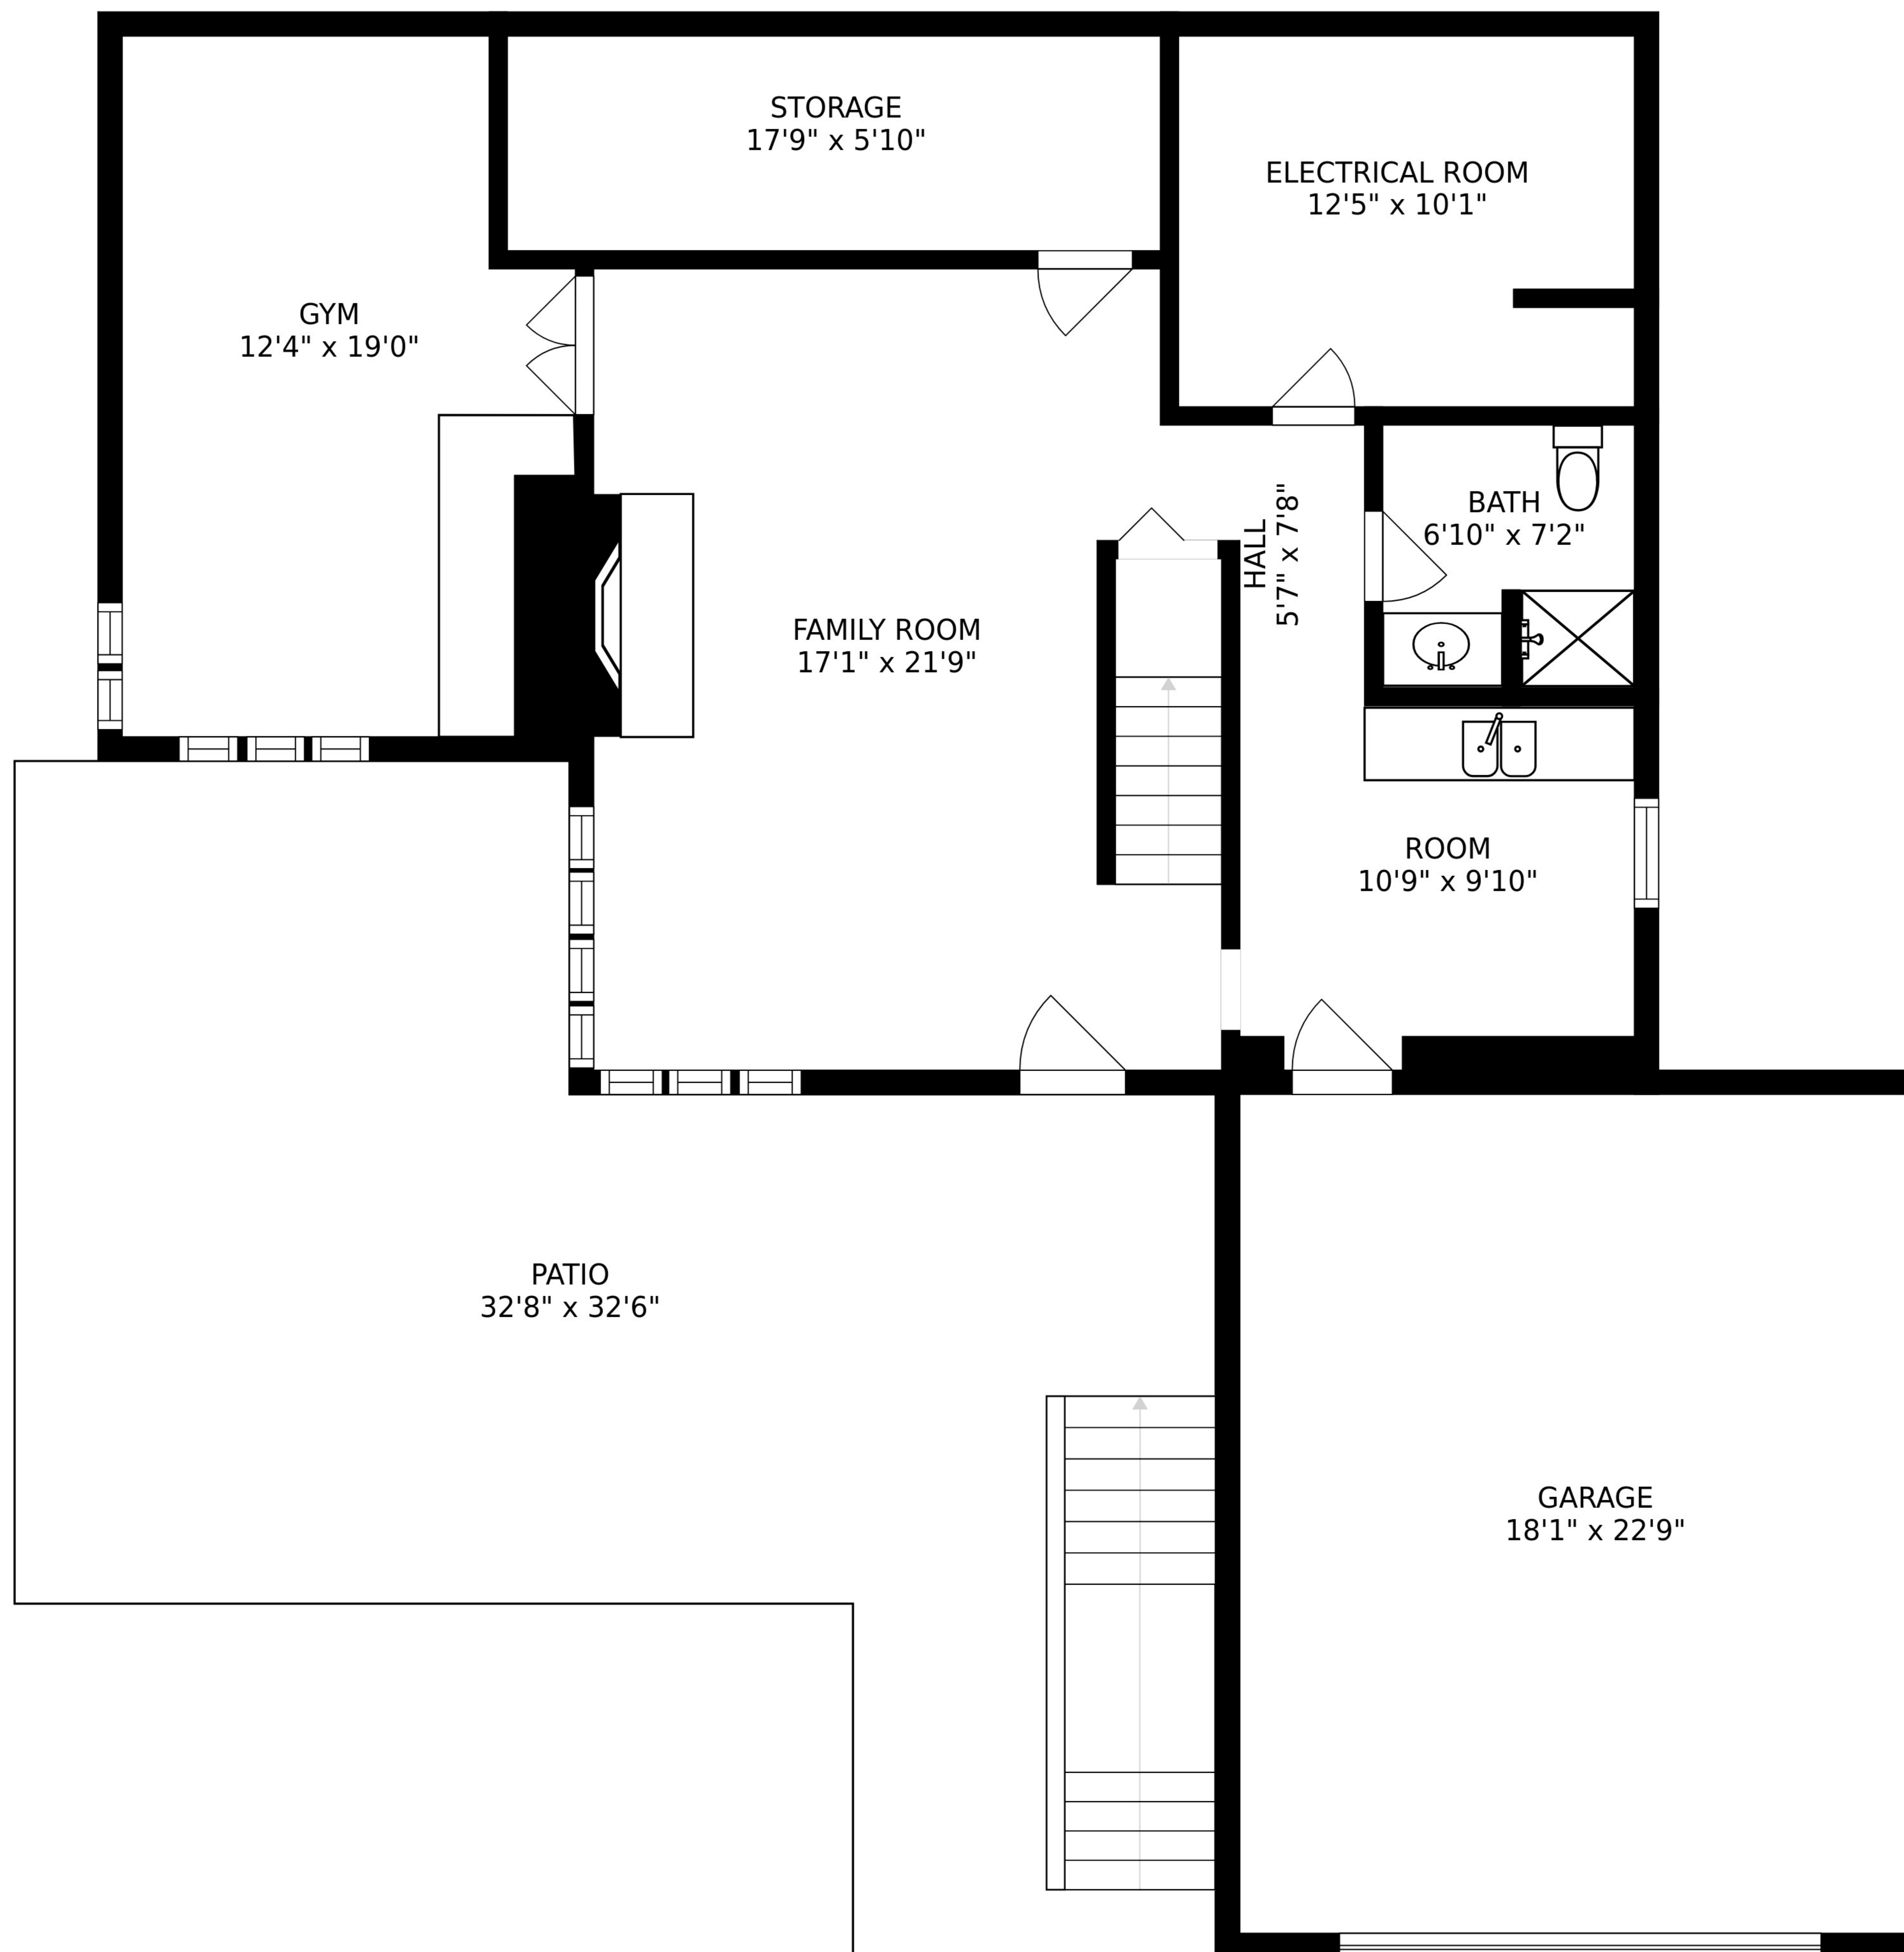 STORAGE
17'9" x 5'10"
ELECTRICAL ROOM
12'5" x 10'1"
GYM
12'4" x 19'0"
BATH
6'10" x 7'2"
HALL
5'7" x 7'8"
FAMILY ROOM
17'1" x 21'9"
ROOM
10'9" x 9'10"
PATIO
32'8" x 32'6"
GARAGE
18'1" x 22'9"